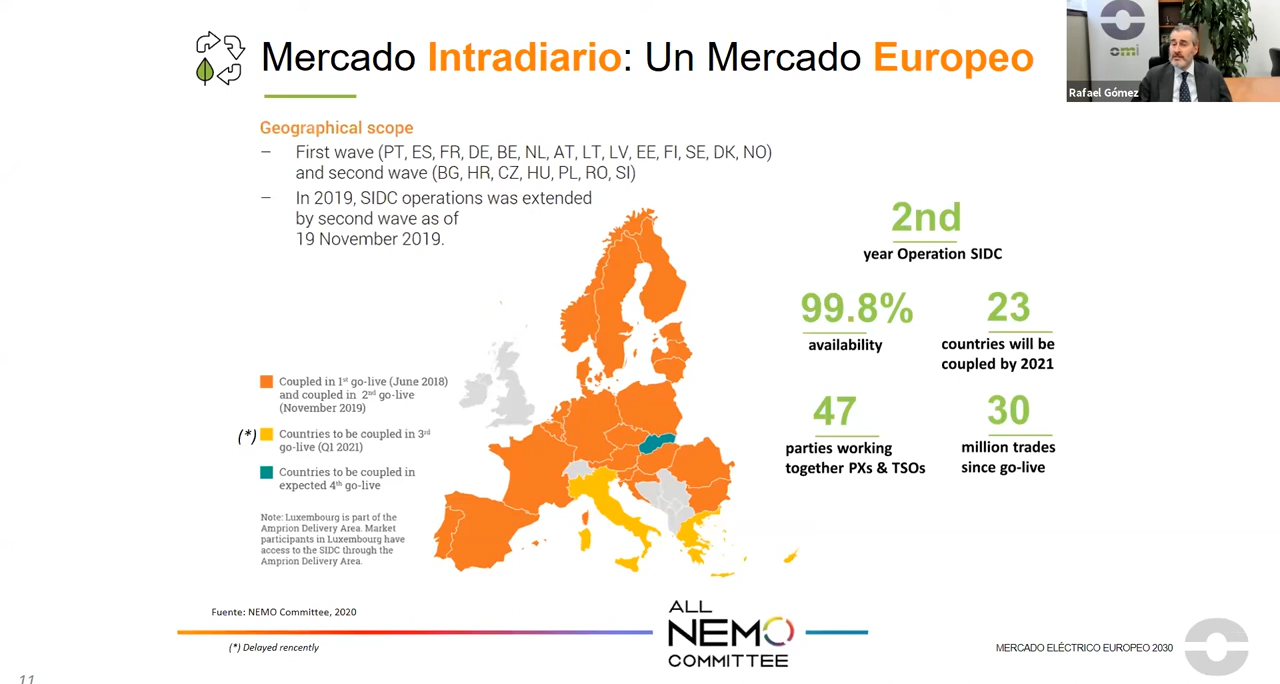 Mercado Intradiario: Un Mercado Europeo
omi
Rafael Gómez
Geographical scope
– First wave (PT, ES, FR, DE, BE, NL, AT, LT, LV, EE, FI, SE, DK, NO)
and second wave (BG, HR, CZ, HU, PL, RO, SI)
– In 2019, SIDC operations was extended
by second wave as of
19 November 2019.
2nd
year Operation SIDC
99.8%
availability
23
countries will be
coupled by 2021
47
parties working
together PXs & TSOs
30
million trades
since go-live
Coupled in 1st go-live (June 2018)
and coupled in 2nd go-live
(November 2019)
(*) Countries to be coupled in 3rd
go-live (Q1 2021)
Countries to be coupled in
expected 4th go-live
Note: Luxembourg is part of the
Amprion Delivery Area. Market
participants in Luxembourg have
access to the SIDC through the
Amprion Delivery Area.
Fuente: NEMO Committee, 2020
(*) Delayed rencently
ALL
NEMO
COMMITTEE
MERCADO ELÉCTRICO EUROPEO 2030
11